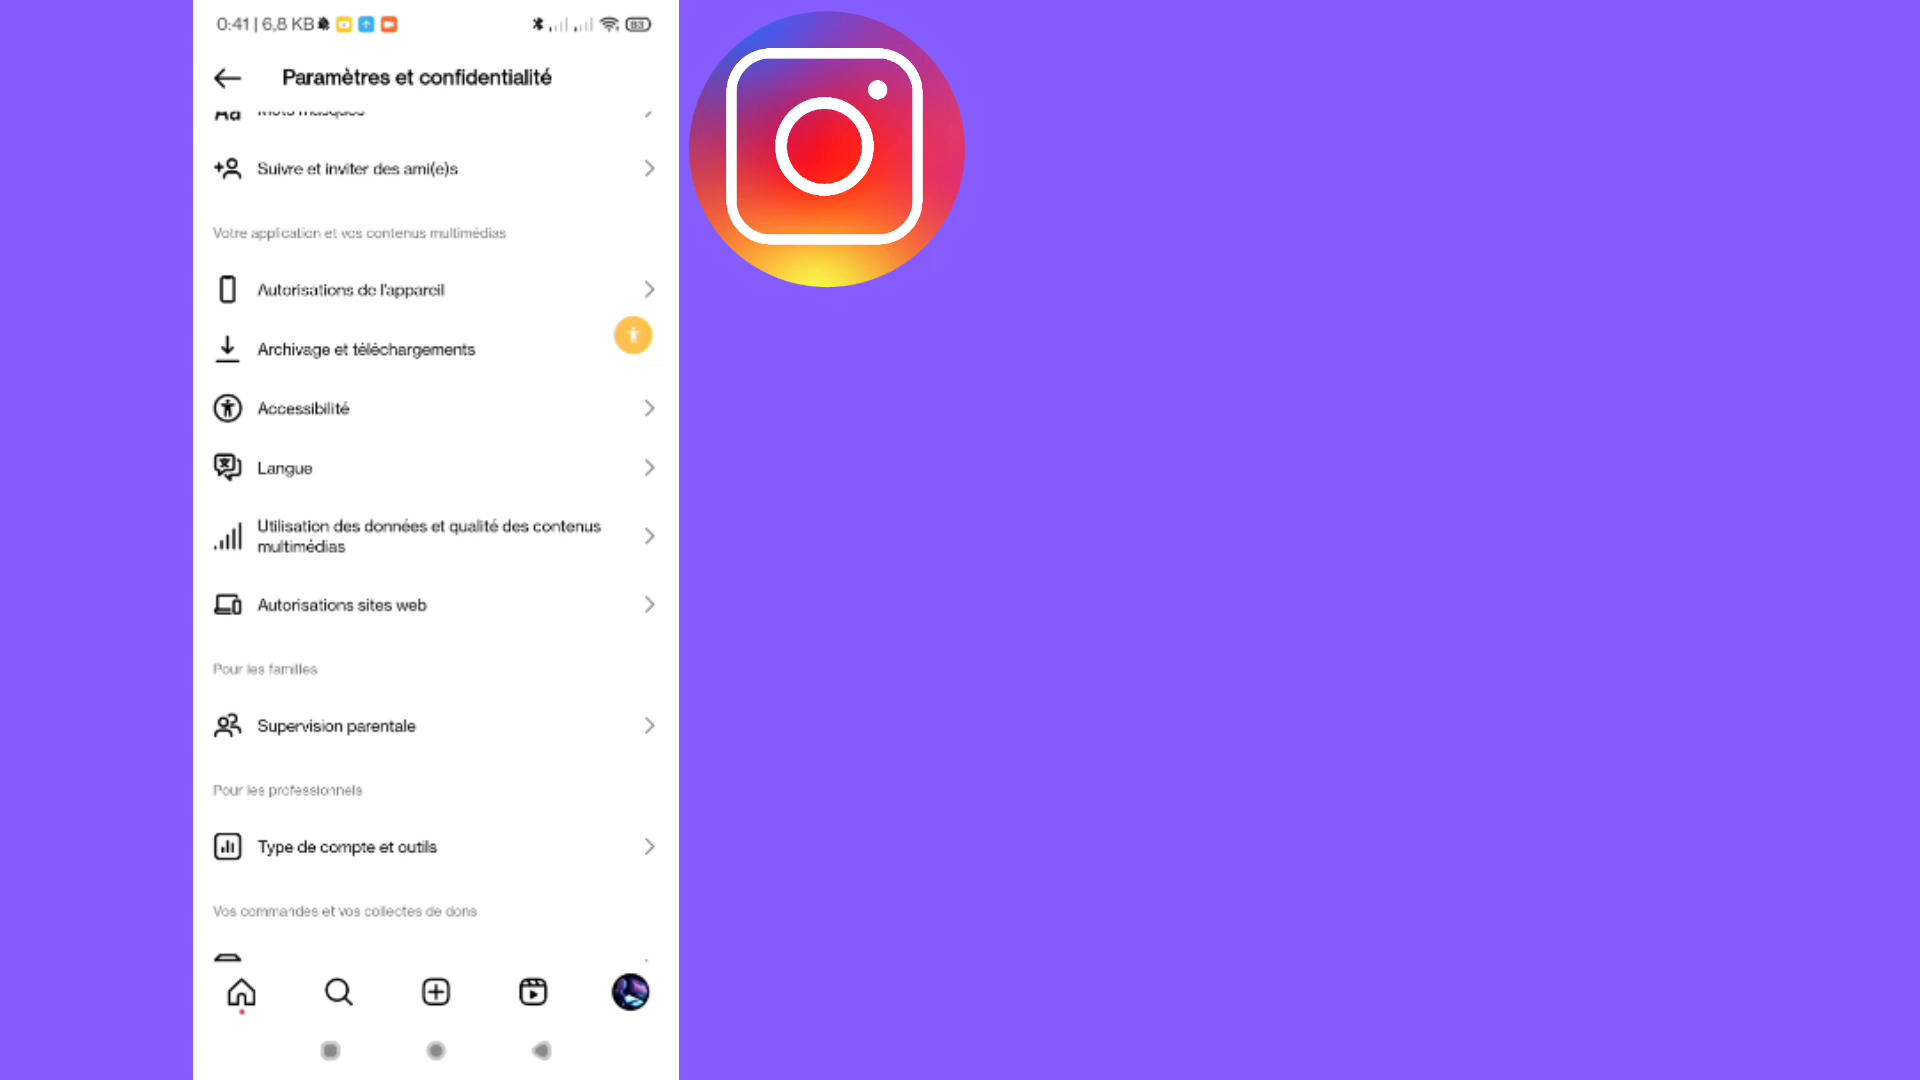 0:41 | 6,8 KB
83
Paramètres et confidentialité
Mots masqués
Suivre et inviter des ami(e)s
Votre application et vos contenus multimédias
Autorisations de l'appareil
Archivage et téléchargements
Accessibilité
Langue
Utilisation des données et qualité des contenus
multimédias
Autorisations sites web
Pour les familles
Supervision parentale
Pour les professionnels
Type de compte et outils
Vos commandes et vos collectes de dons